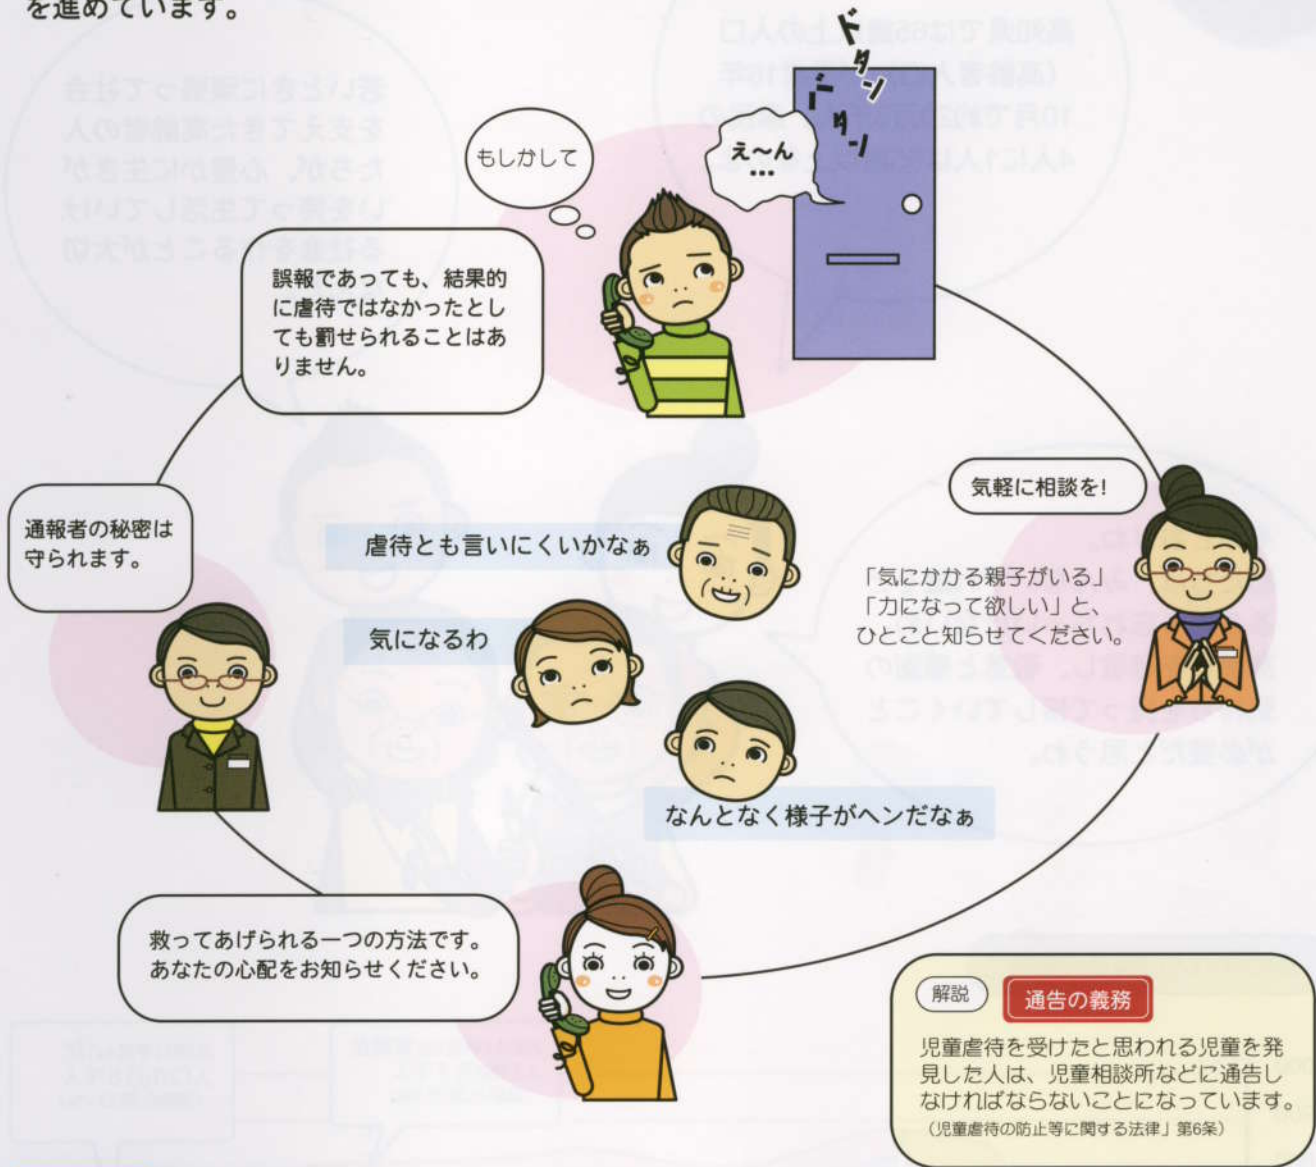 を進めています。
ドタン
バタン
もしかして
え〜ん
…
誤報であっても、結果的
に虐待ではなかったとし
ても罰せられることはあ
りません。
気軽に相談を!
通報者の秘密は
守られます。
虐待とも言いにくいかなぁ
「気にかかる親子がいる」
「力になって欲しい」と、
ひとこと知らせてください。
気になるわ
なんとなく様子がヘンだなぁ
救ってあげられる一つの方法です。
あなたの心配をお知らせください。
解説
通告の義務
児童虐待を受けたと思われる児童を発
見した人は、児童相談所などに通告し
なければならないことになっています。
（児童虐待の防止等に関する法律」第6条）